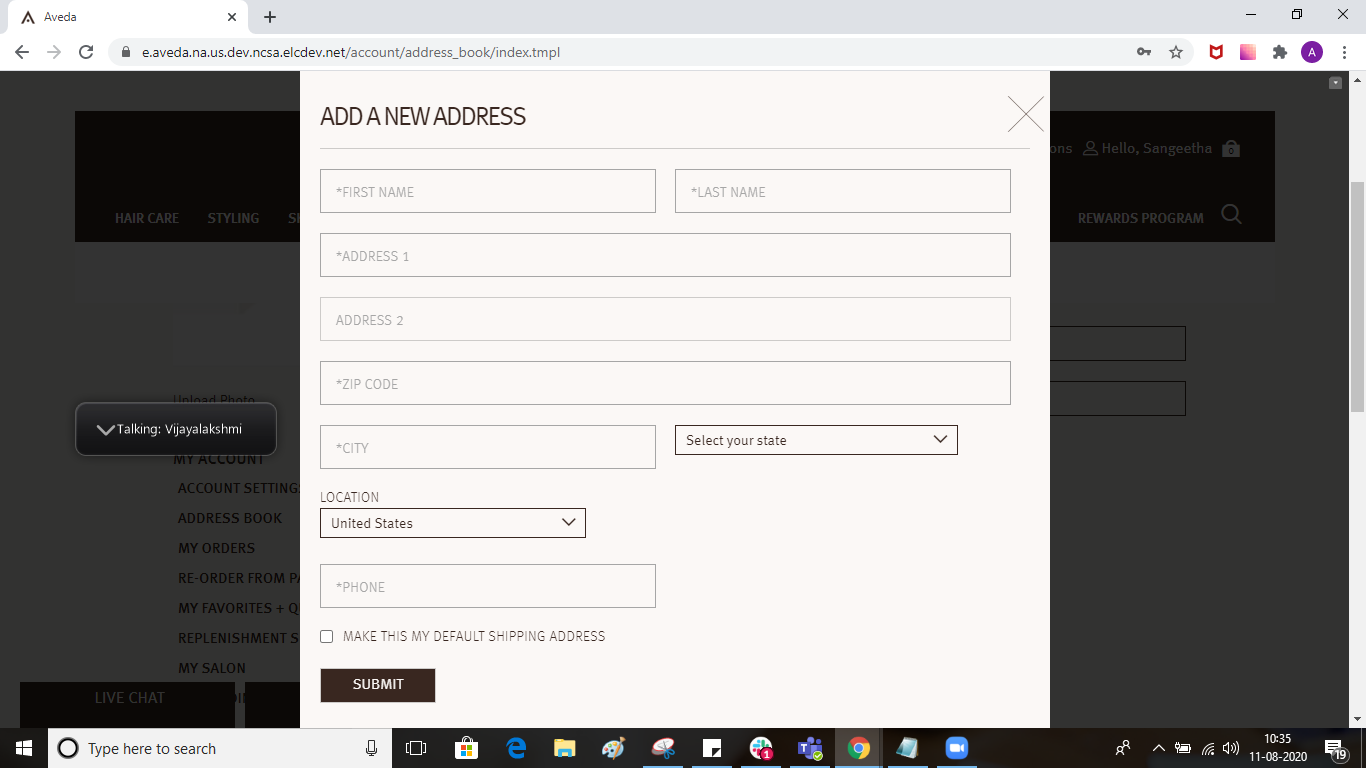 Aveda
e.aveda.na.us.dev.ncsa.elcdev.net/account/address_book/index.tmpl
A
ADD A NEW ADDRESS
ons Hello, Sangeetha 0
HAIR CARE STYLING REWARDS PROGRAM
*FIRST NAME *LAST NAME
*ADDRESS 1
ADDRESS 2
*ZIP CODE
Upload Photo
Talking: Vijayalakshmi
*CITY Select your state
MY ACCOUNT
ACCOUNT SETTING
LOCATION
ADDRESS BOOK
United States
MY ORDERS
RE-ORDER FROM PA
*PHONE
MY FAVORITES + Q
REPLENISHMENT S
MAKE THIS MY DEFAULT SHIPPING ADDRESS
MY SALON
SUBMIT
LIVE CHAT
Type here to search
1
10:35
11-08-2020
19